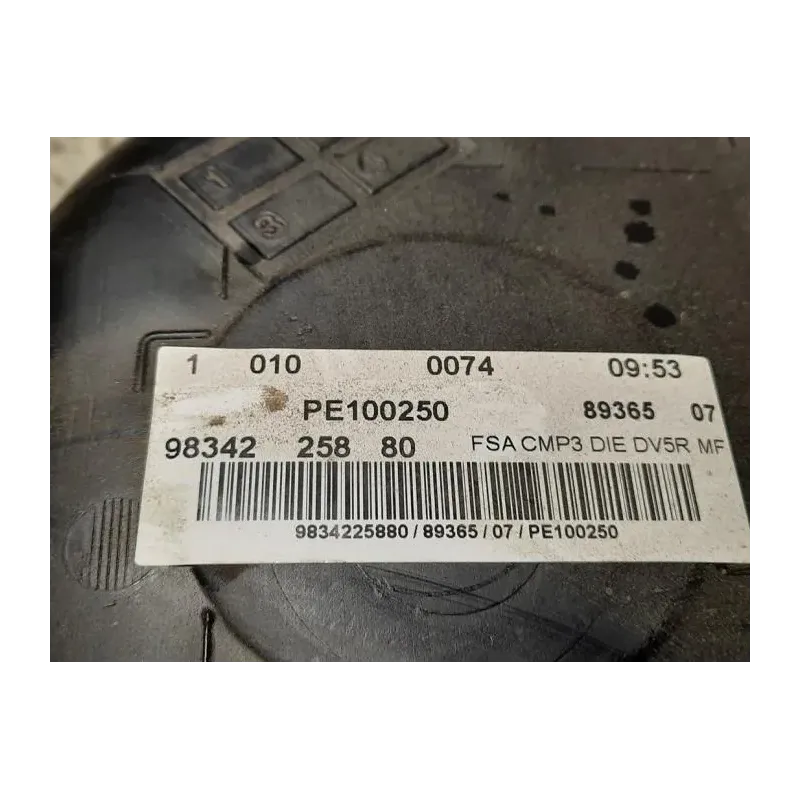 1 010 0074 09:53
PE100250 89365 07
98342 258 80 FSA CMP3 DIE DV5R MF
9834225880/89365/07/PE100250